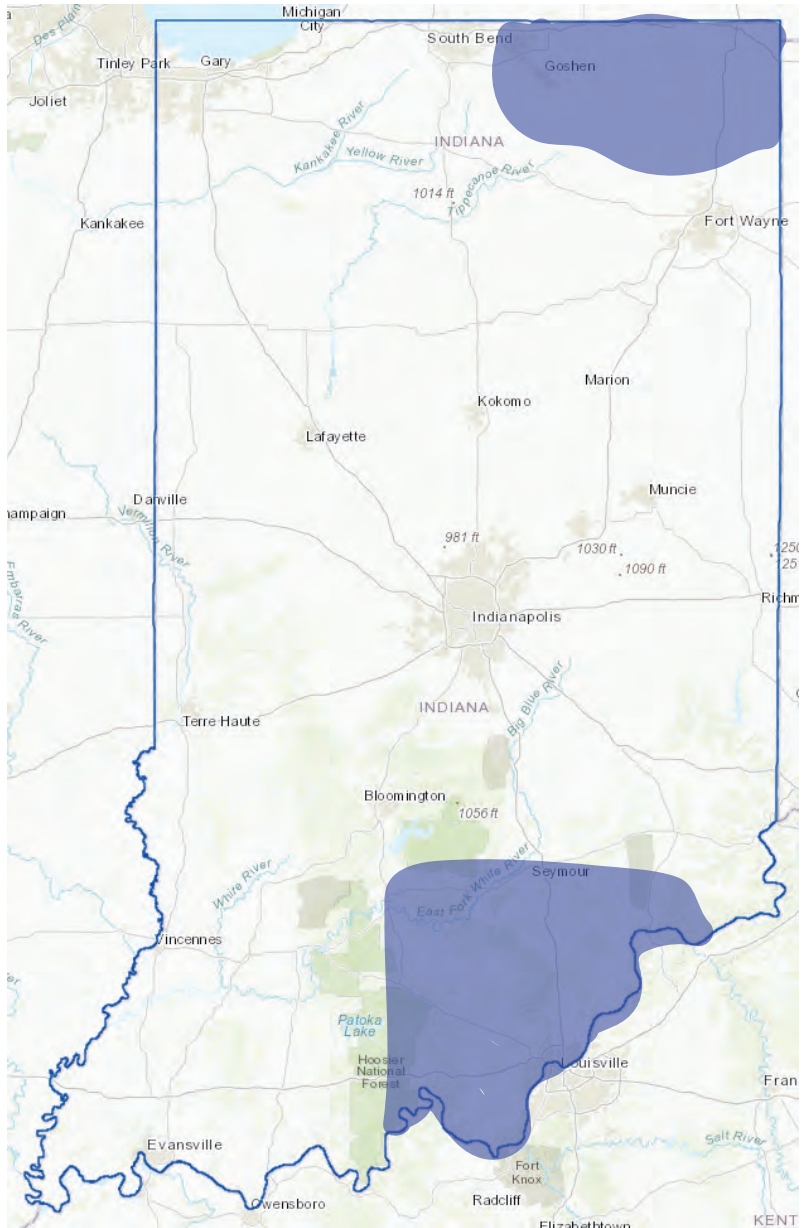 Michigan
City
Des Plain
South Bend
Tinley Park
Gary
Goshen
Joliet
Kankakee River
INDIANA
Yellow River
Tippecanoe River
1014 ft
Kankakee
Fort Wayne
Marion
Kokomo
Lafayette
Muncie
Danville
hampaign
Vermilion River
981 ft
1030 ft
1250
125
1090 ft
Embarras River
Richm
Indianapolis
Big Blue River
INDIANA
Terre Haute
Bloomington
1056 ft
White River
Seymour
East Fork White River
Vincennes
Patoka
Lake
Hoosier
National
Forest
Louisville
Fran
Evansville
Salt River
Fort
Knox
Owensboro
Radcliff
Elizabethtown
KENT